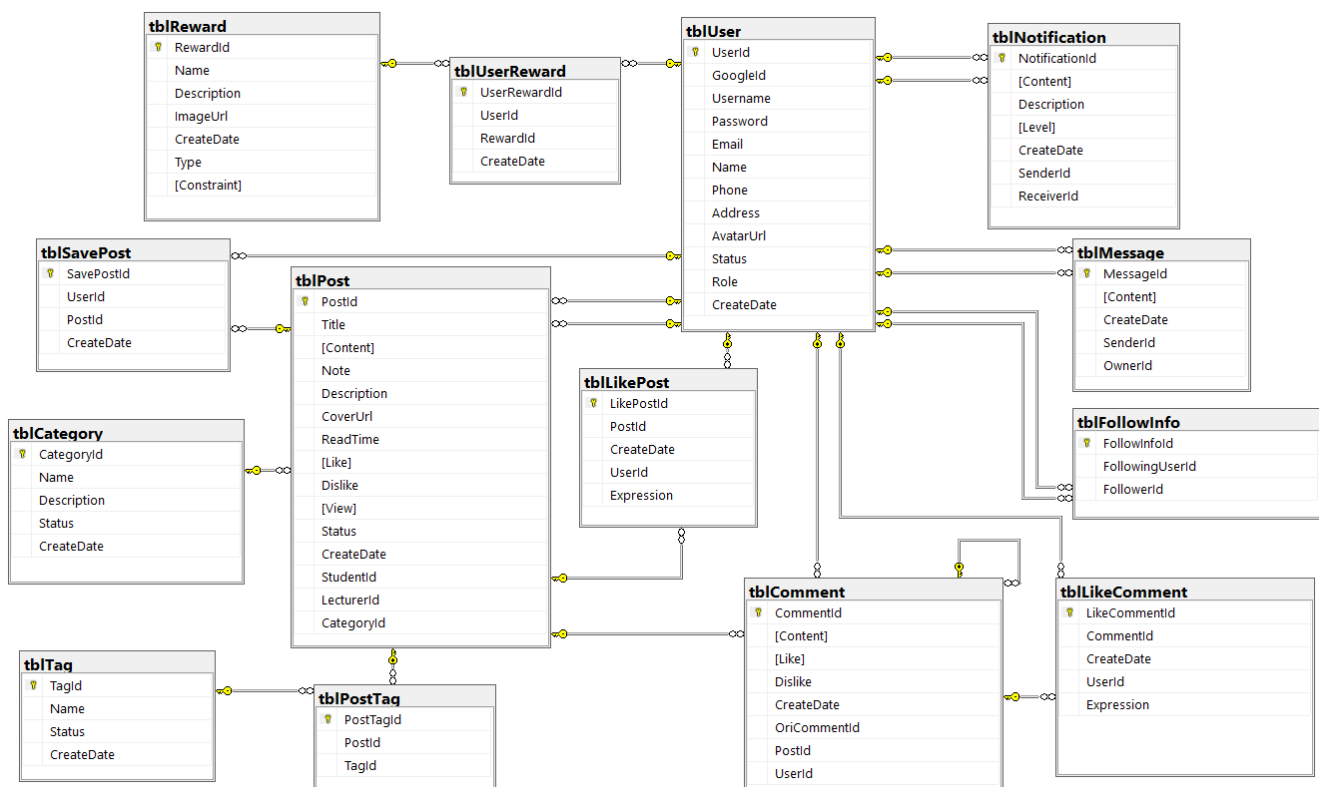 tblReward
RewardId
Name
Description
ImageUrl
CreateDate
Type
[Constraint]
tblUserReward
UserRewardId
UserId
RewardId
CreateDate
tblUser
UserId
GoogleId
Username
Password
Email
Name
Phone
Address
AvatarUrl
Status
Role
CreateDate
tblNotification
NotificationId
[Content]
Description
[Level]
CreateDate
SenderId
ReceiverId
tblSavePost
SavePostId
UserId
PostId
CreateDate
tblPost
PostId
Title
[Content]
Note
Description
CoverUrl
ReadTime
[Like]
Dislike
[View]
Status
CreateDate
StudentId
LecturerId
CategoryId
tblMessage
MessageId
[Content]
CreateDate
SenderId
OwnerId
tblLikePost
LikePostId
PostId
CreateDate
UserId
Expression
tblCategory
CategoryId
Name
Description
Status
CreateDate
tblFollowInfo
FollowInfoId
FollowingUserId
FollowerId
tblComment
CommentId
[Content]
[Like]
Dislike
CreateDate
OriCommentId
PostId
UserId
tblLikeComment
LikeCommentId
CommentId
CreateDate
UserId
Expression
tblTag
TagId
Name
Status
CreateDate
tblPostTag
PostTagId
PostId
TagId